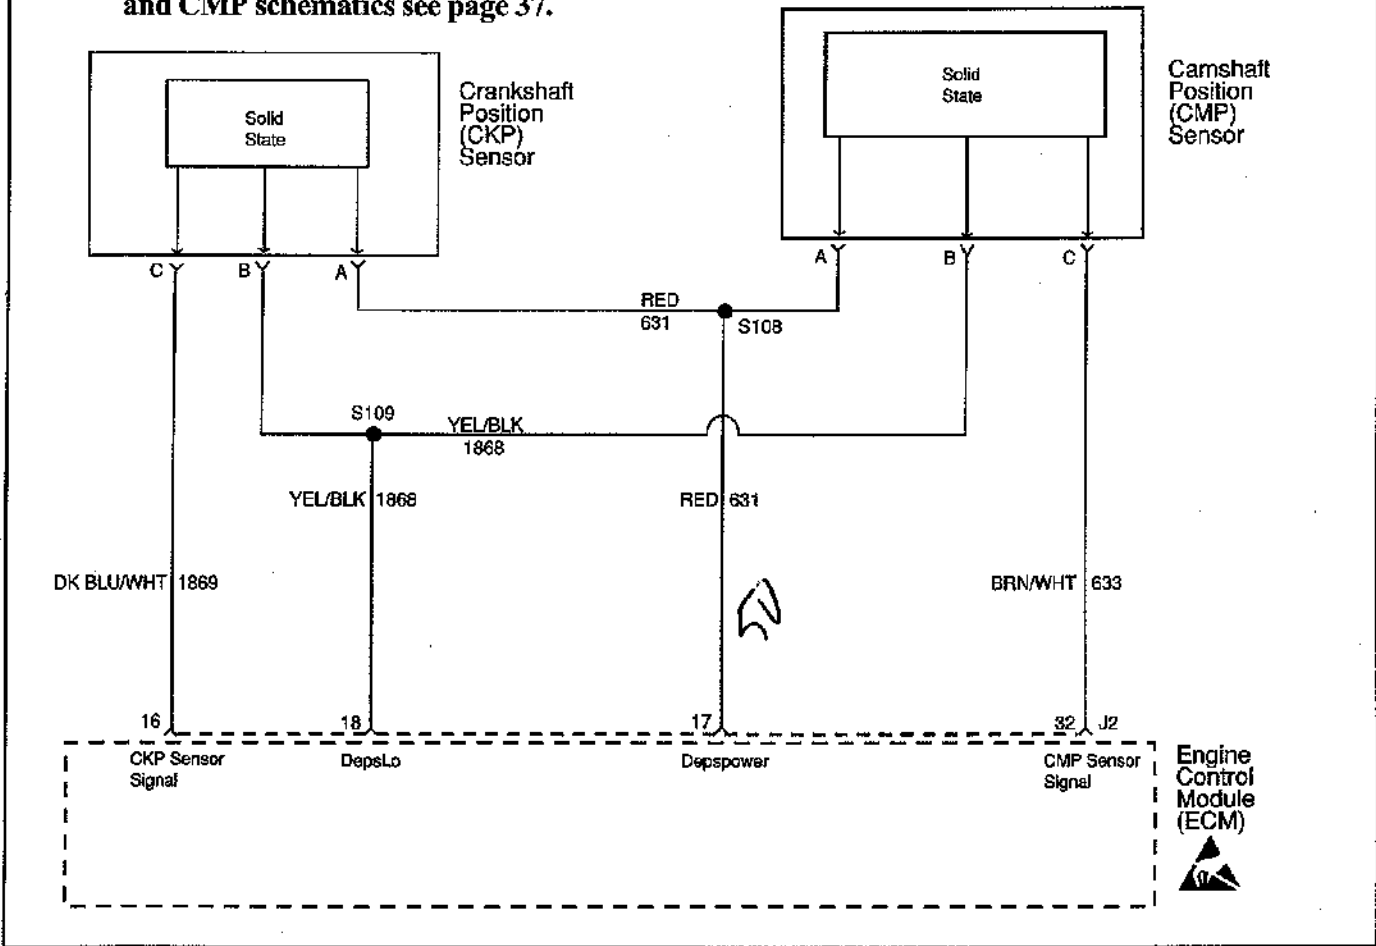 and CMP schematics see page 37.
Solid
State
Crankshaft
Position
(CKP)
Sensor
Solid
State
Camshaft
Position
(CMP)
Sensor
C
B
A
A
B
C
RED
631
S108
S109
YEL/BLK
1868
YEL/BLK 1868
RED 631
DK BLU/WHT 1869
BRN/WHT 633
16
18
17
32 J2
CKP Sensor
Signal
DepsLo
Depspower
CMP Sensor
Signal
Engine
Control
Module
(ECM)